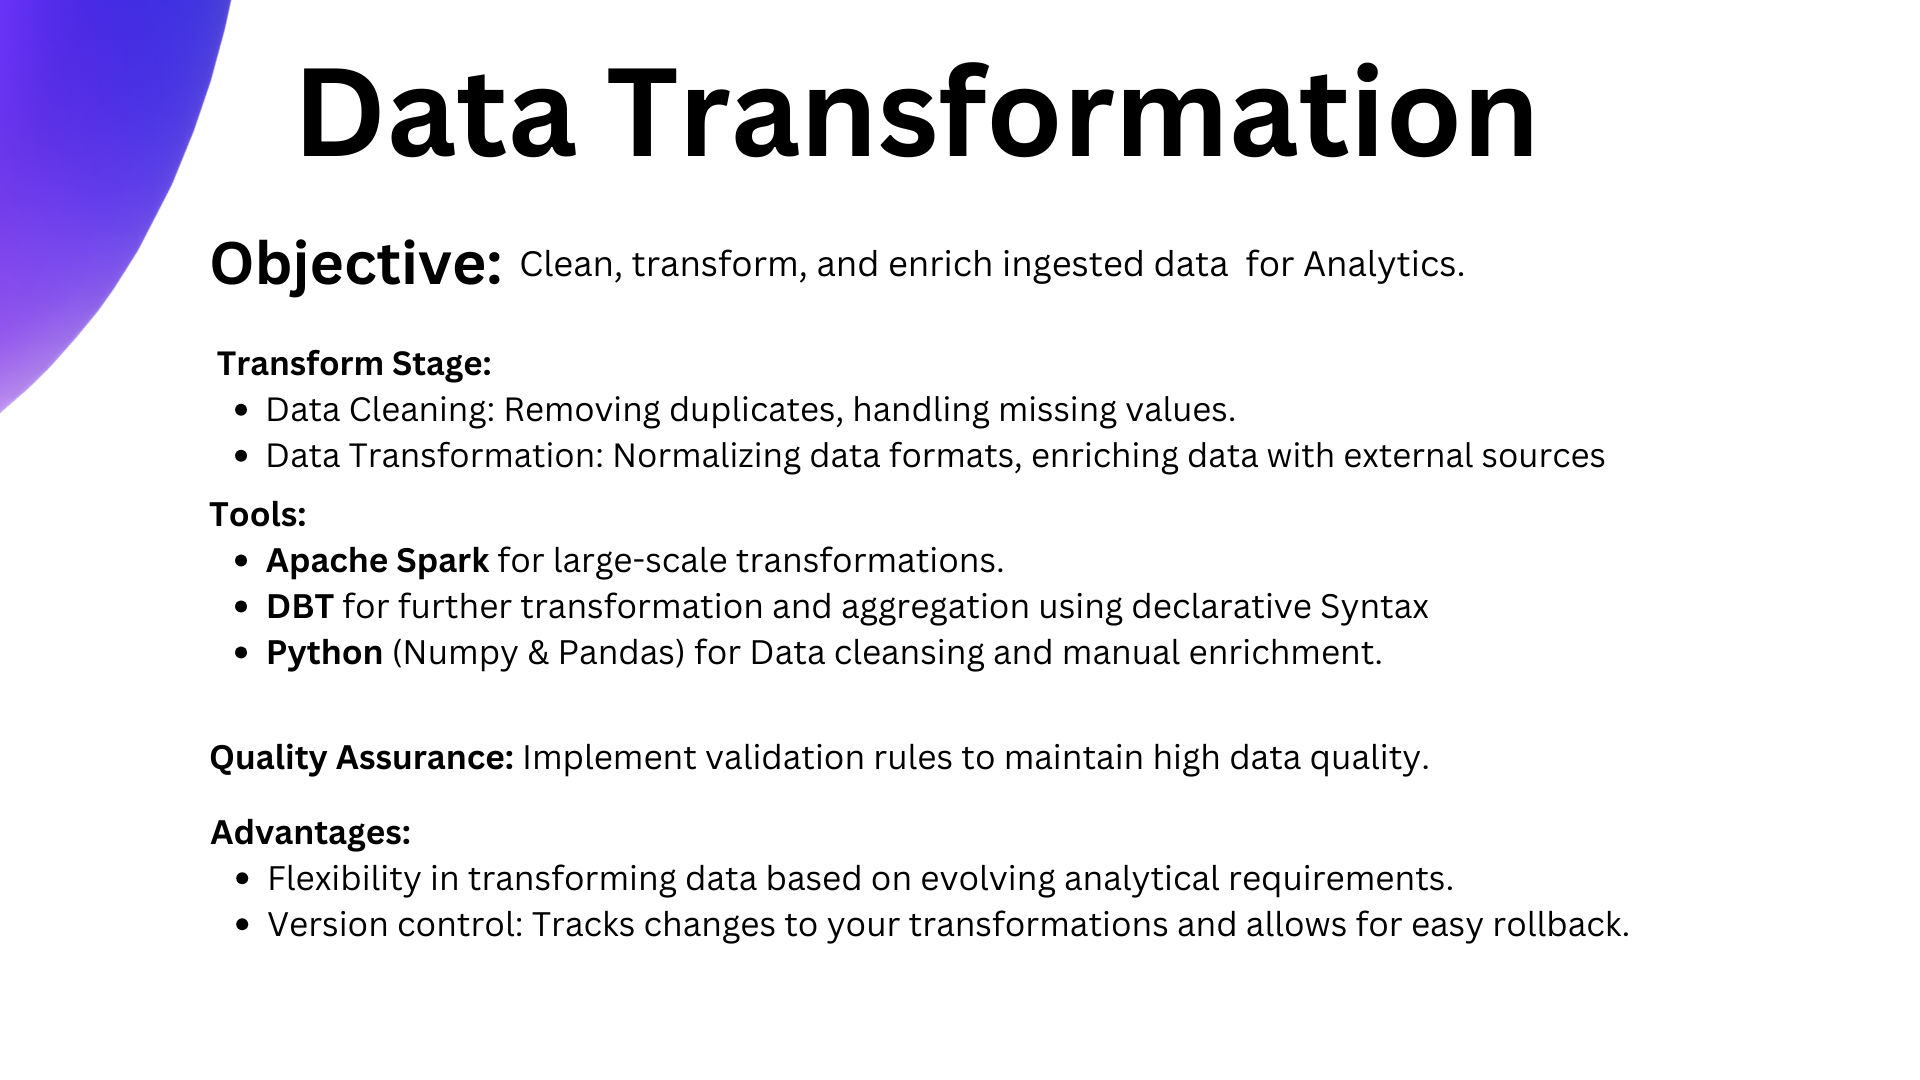 Data Transformation
Objective: Clean, transform, and enrich ingested data  for Analytics.
Transform Stage:
• Data Cleaning: Removing duplicates, handling missing values.
• Data Transformation: Normalizing data formats, enriching data with external sources
Tools:
• Apache Spark for large-scale transformations.
• DBT for further transformation and aggregation using declarative Syntax
• Python (Numpy & Pandas) for Data cleansing and manual enrichment.
Quality Assurance: Implement validation rules to maintain high data quality.
Advantages:
• Flexibility in transforming data based on evolving analytical requirements.
• Version control: Tracks changes to your transformations and allows for easy rollback.